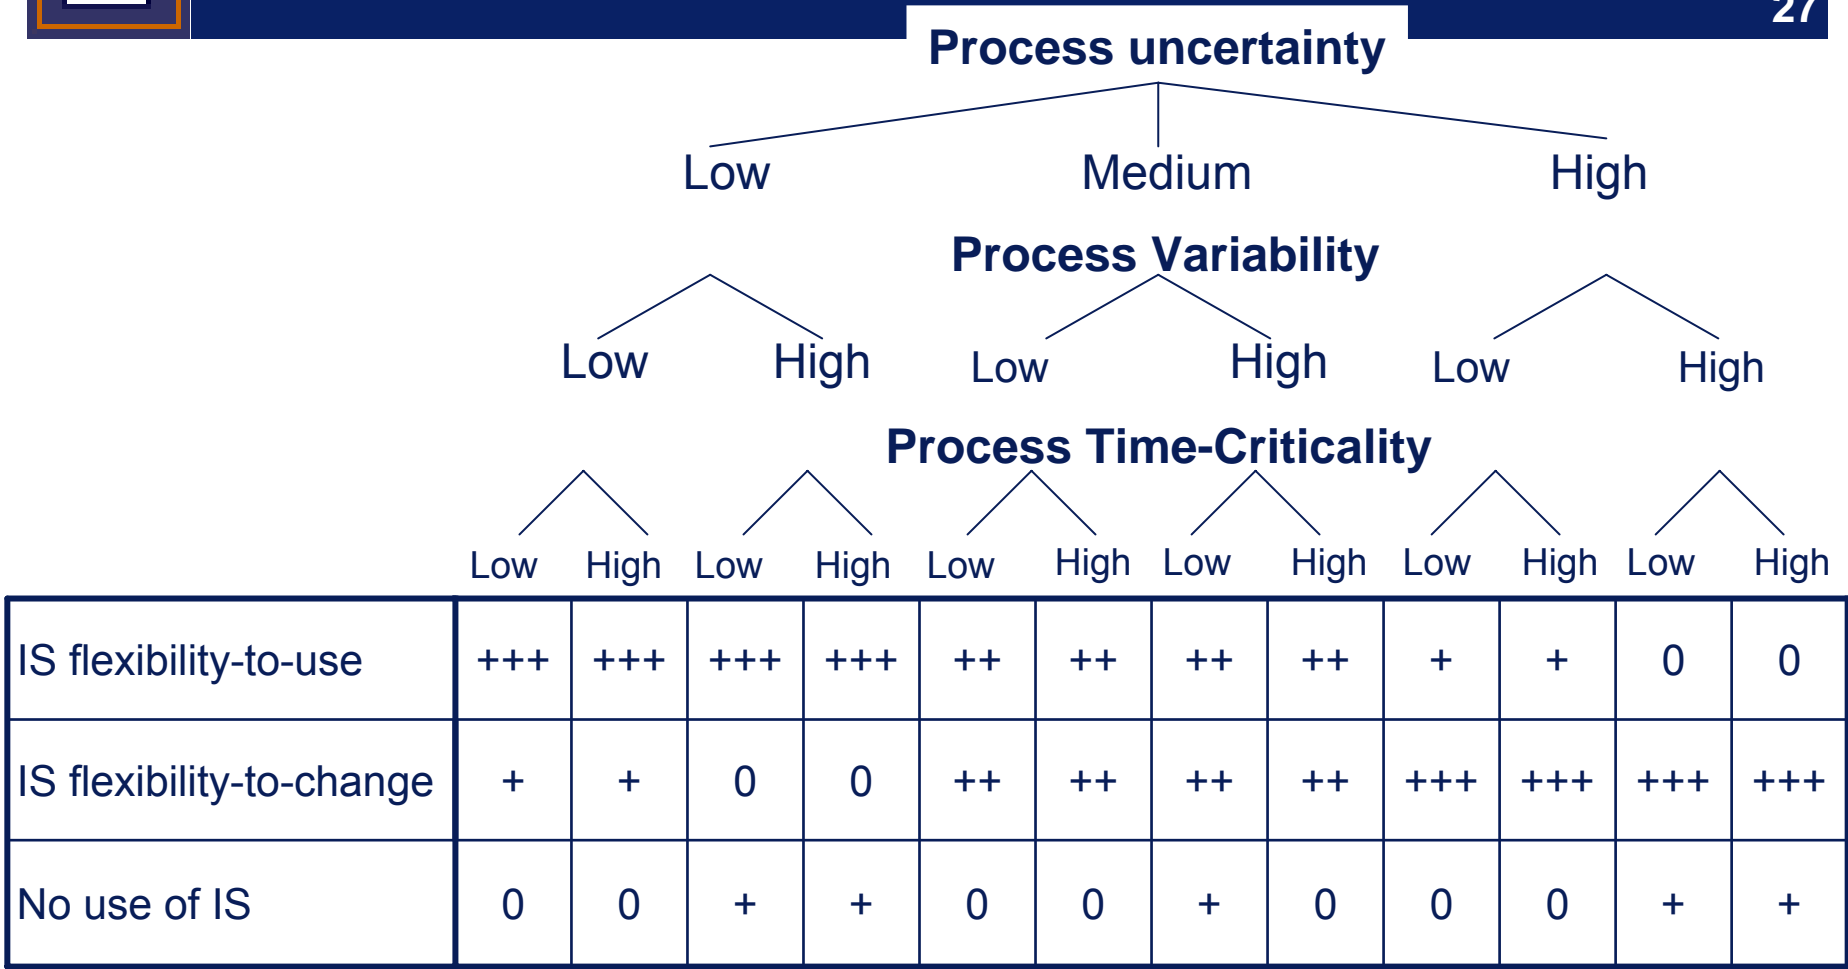 27
Process uncertainty
Low Medium High
Process Variability
Low High Low High Low High
Process Time-Criticality
Low High Low High Low High Low High Low High Low High
IS flexibility-to-use +++ +++ +++ +++ ++ ++ ++ ++ + + 0 0
IS flexibility-to-change + + 0 0 ++ ++ ++ ++ +++ +++ +++ +++
No use of IS 0 0 + + 0 0 + 0 0 0 + +